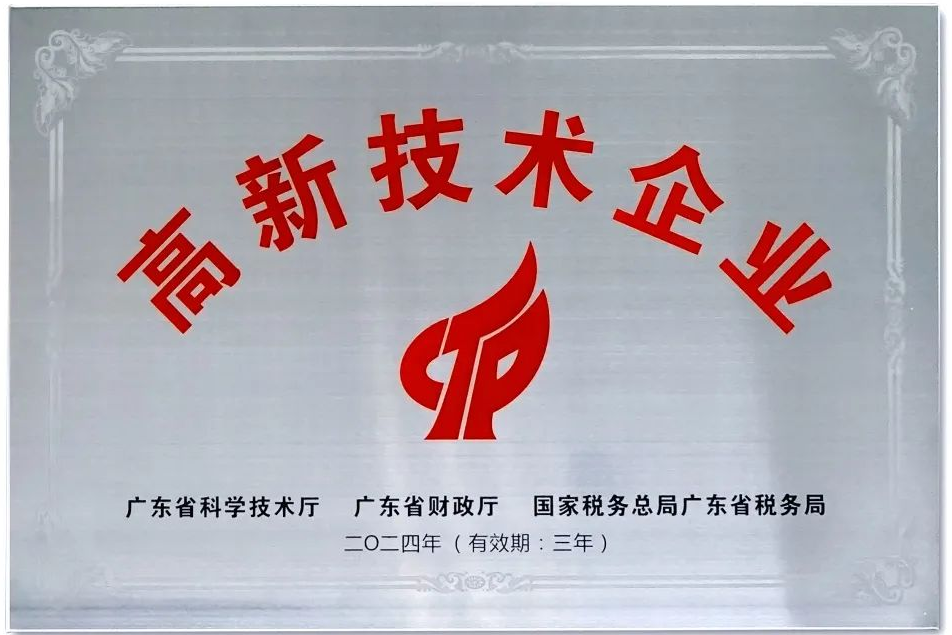 高新技术企业
广东省科学技术厅 广东省财政厅 国家税务总局广东省税务局
二〇二四年（有效期：三年）